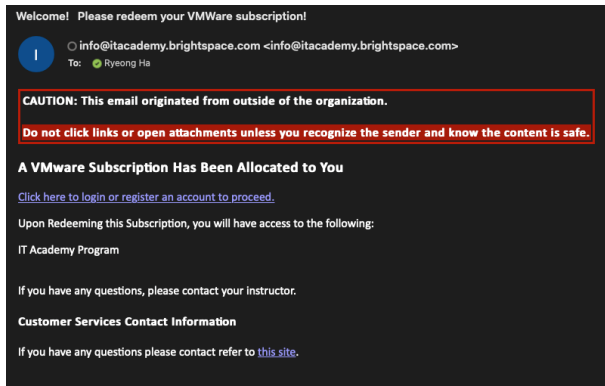 Welcome! Please redeem your VMWare subscription!
I
info@itacademy.brightspace.com <info@itacademy.brightspace.com>
To: Ryeong Ha
CAUTION: This email originated from outside of the organization.
Do not click links or open attachments unless you recognize the sender and know the content is safe.
A VMware Subscription Has Been Allocated to You
Click here to login or register an account to proceed.
Upon Redeeming this Subscription, you will have access to the following:
IT Academy Program
If you have any questions, please contact your instructor.
Customer Services Contact Information
If you have any questions please contact refer to this site.